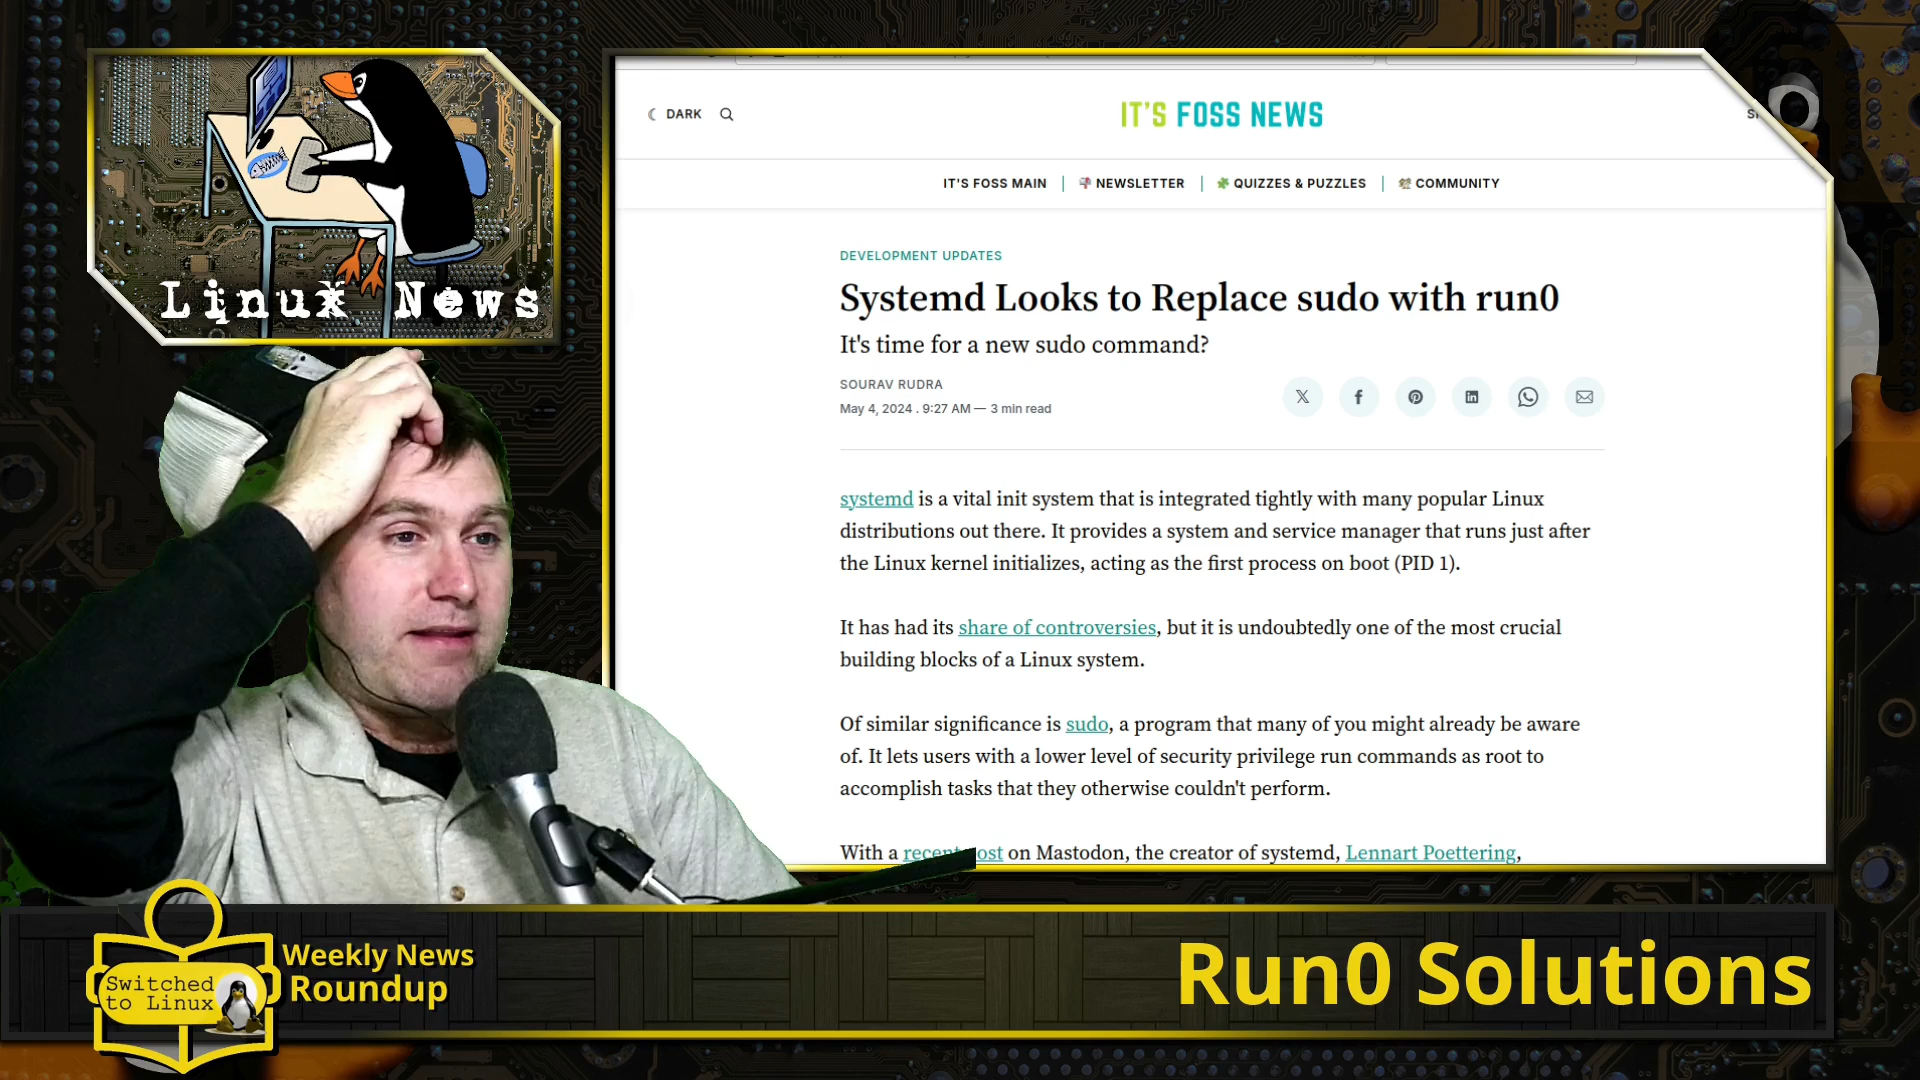 Linux News
DARK
IT'S FOSS NEWS
IT'S FOSS MAIN
NEWSLETTER
QUIZZES & PUZZLES
COMMUNITY
DEVELOPMENT UPDATES
Systemd Looks to Replace sudo with run0
It's time for a new sudo command?
SOURAV RUDRA
May 4, 2024 . 9:27 AM — 3 min read
systemd is a vital init system that is integrated tightly with many popular Linux
distributions out there. It provides a system and service manager that runs just after
the Linux kernel initializes, acting as the first process on boot (PID 1).
It has had its share of controversies, but it is undoubtedly one of the most crucial
building blocks of a Linux system.
Of similar significance is sudo, a program that many of you might already be aware
of. It lets users with a lower level of security privilege run commands as root to
accomplish tasks that they otherwise couldn't perform.
With a recent post on Mastodon, the creator of systemd, Lennart Poettering,
Switched
to Linux
Weekly News
Roundup
Run0 Solutions